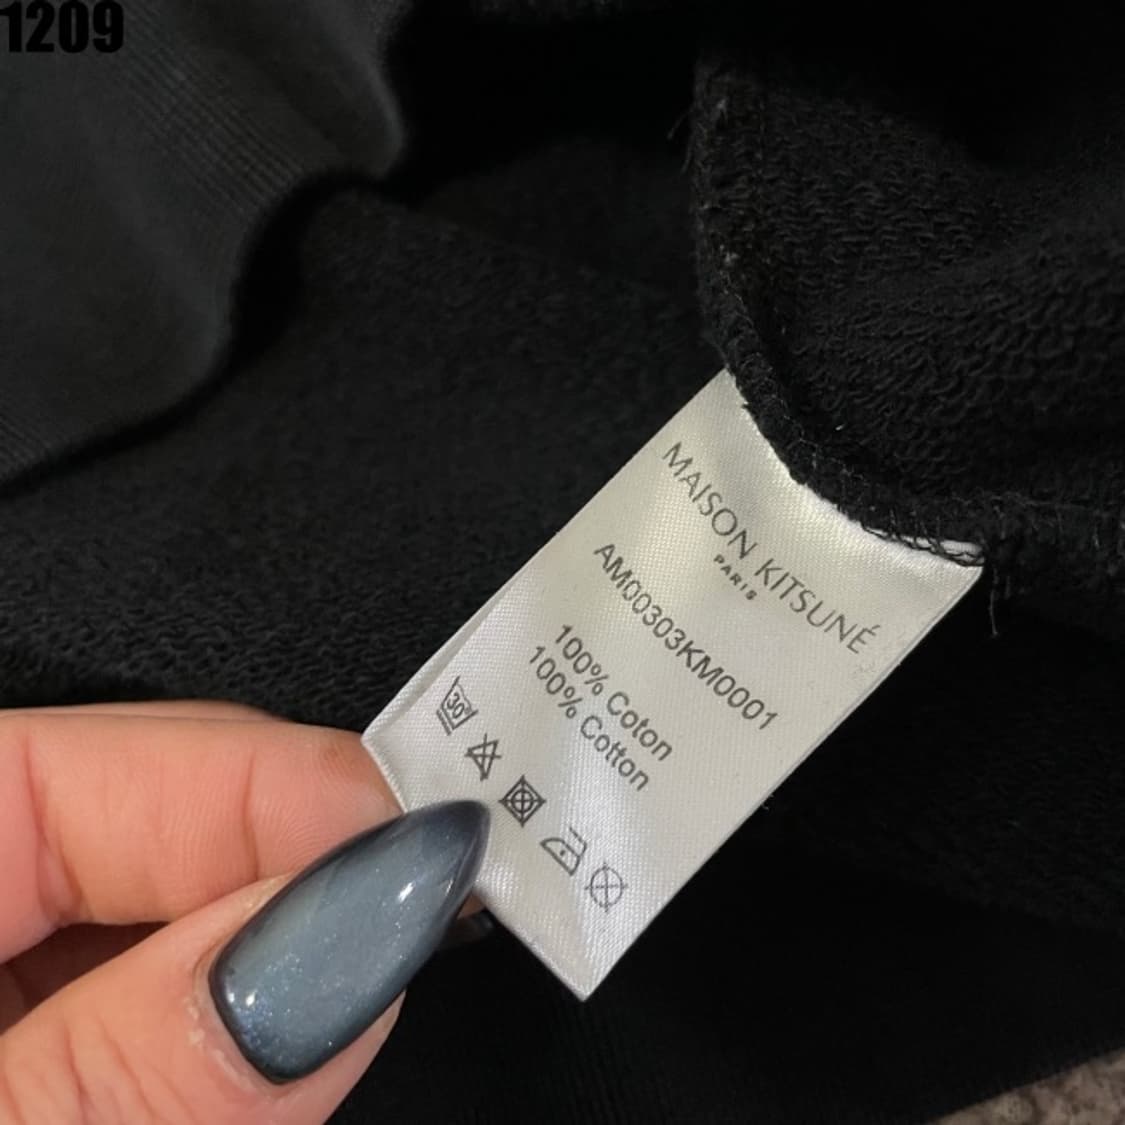 1209
MAISON KITSUNÉ
PARIS
AM00303KM0001
100% Coton
100% Cotton
30°